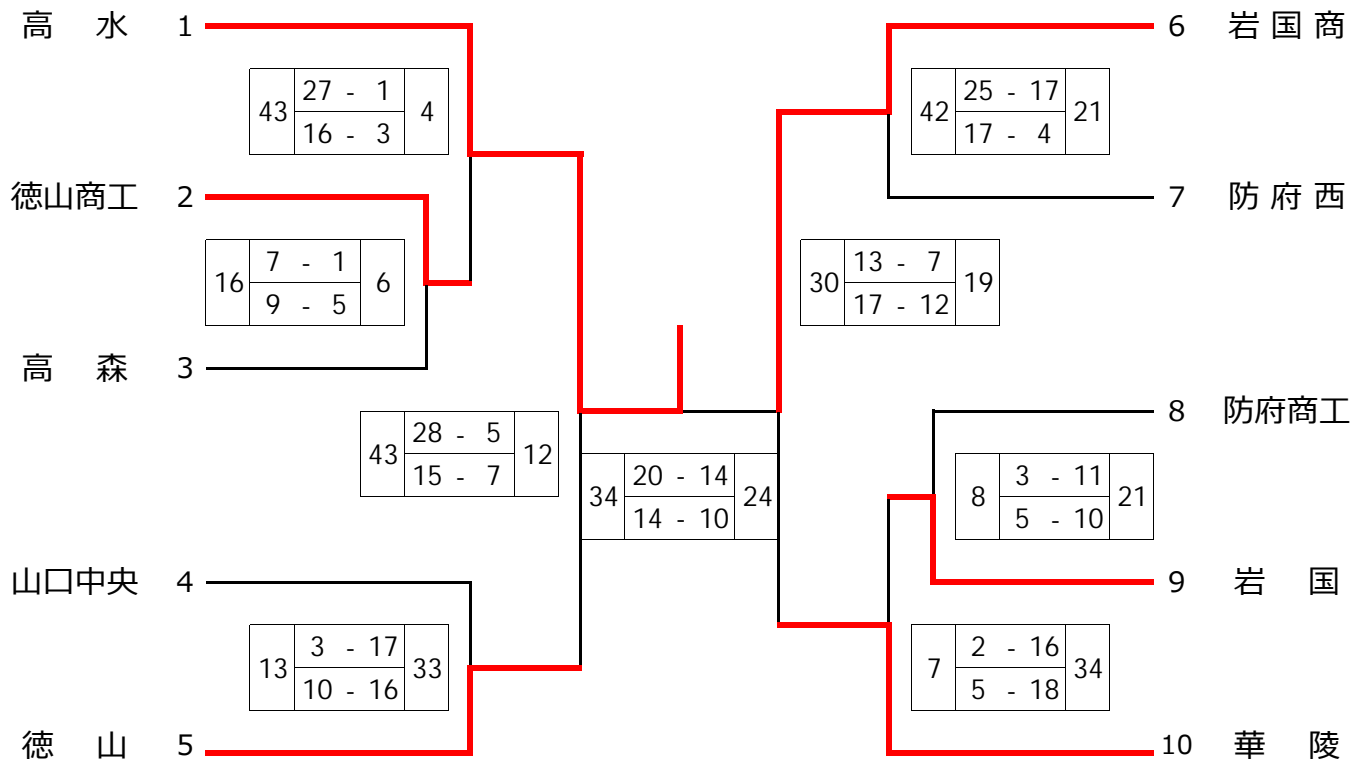 高 水 1
43 27 - 1 4
16 - 3
徳山商工 2
16 7 - 1 6
9 - 5
高 森 3
43 28 - 5 12
15 - 7
山口中央 4
13 3 - 17 33
10 - 16
徳 山 5
34 20 - 14 24
14 - 10
6 岩国商
42 25 - 17 21
17 - 4
7 防府西
30 13 - 7 19
17 - 12
8 防府商工
8 3 - 11 21
5 - 10
9 岩 国
7 2 - 16 34
5 - 18
10 華 陵